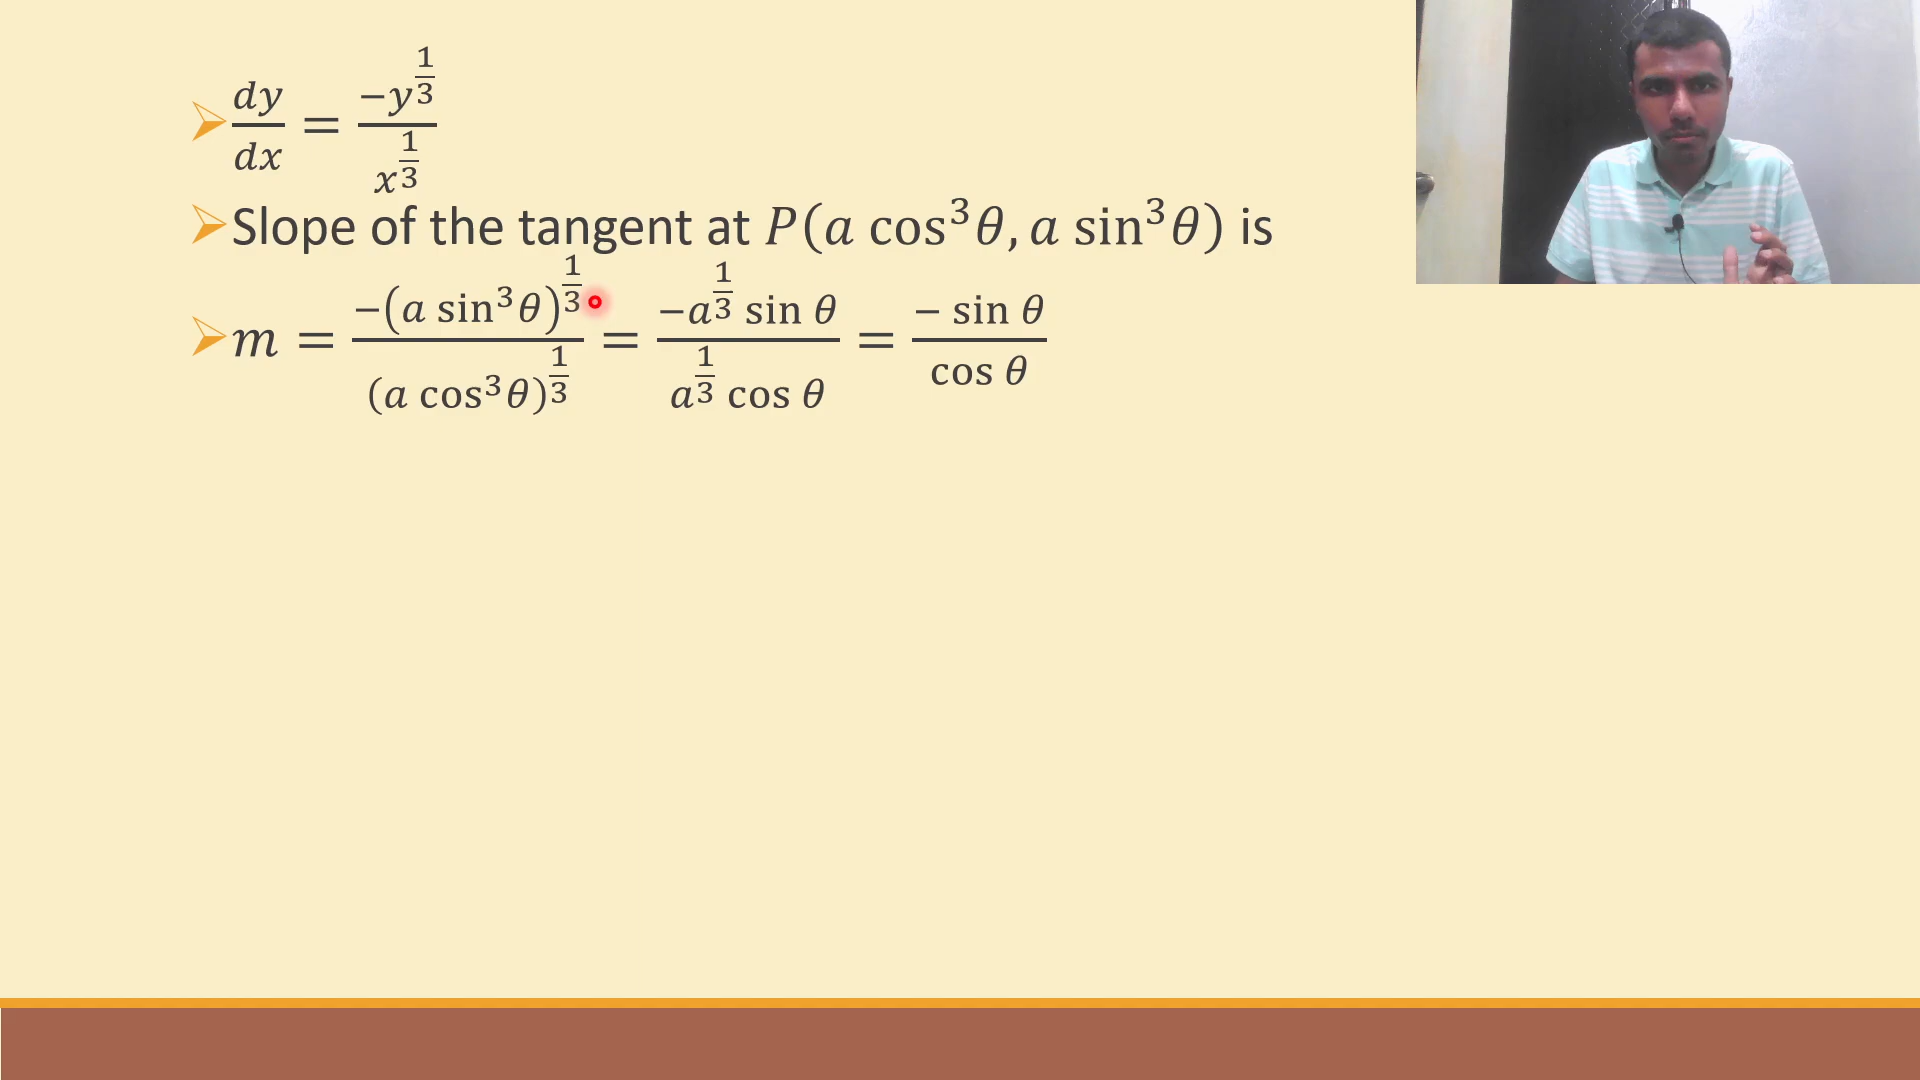 ➢ dy/dx = −y^(1/3) / x^(1/3)
➢ Slope of the tangent at P(a cos³θ, a sin³θ) is
➢ m = −(a sin³θ)^(1/3) / (a cos³θ)^(1/3) = −a^(1/3) sin θ / a^(1/3) cos θ = − sin θ / cos θ